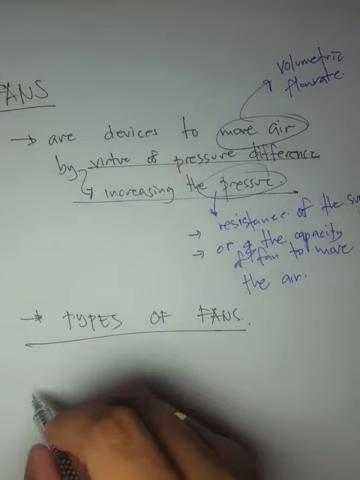 FANS
→ are devices to move air
by virtue of pressure difference
↳ increasing the pressure
volumetric
flowrate.
→ resistance of the
→ or the capacity
of fan to move
the air.
→ TYPES OF FANS.